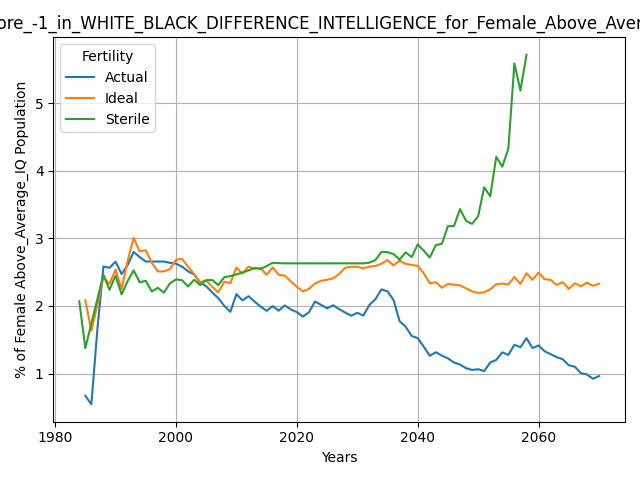 ore_-1_in_WHITE_BLACK_DIFFERENCE_INTELLIGENCE_for_Female_Above_Aver
Fertility
Actual
Ideal
Sterile
% of Female Above_Average_IQ Population
5
4
3
2
1
1980
2000
2020
2040
2060
Years